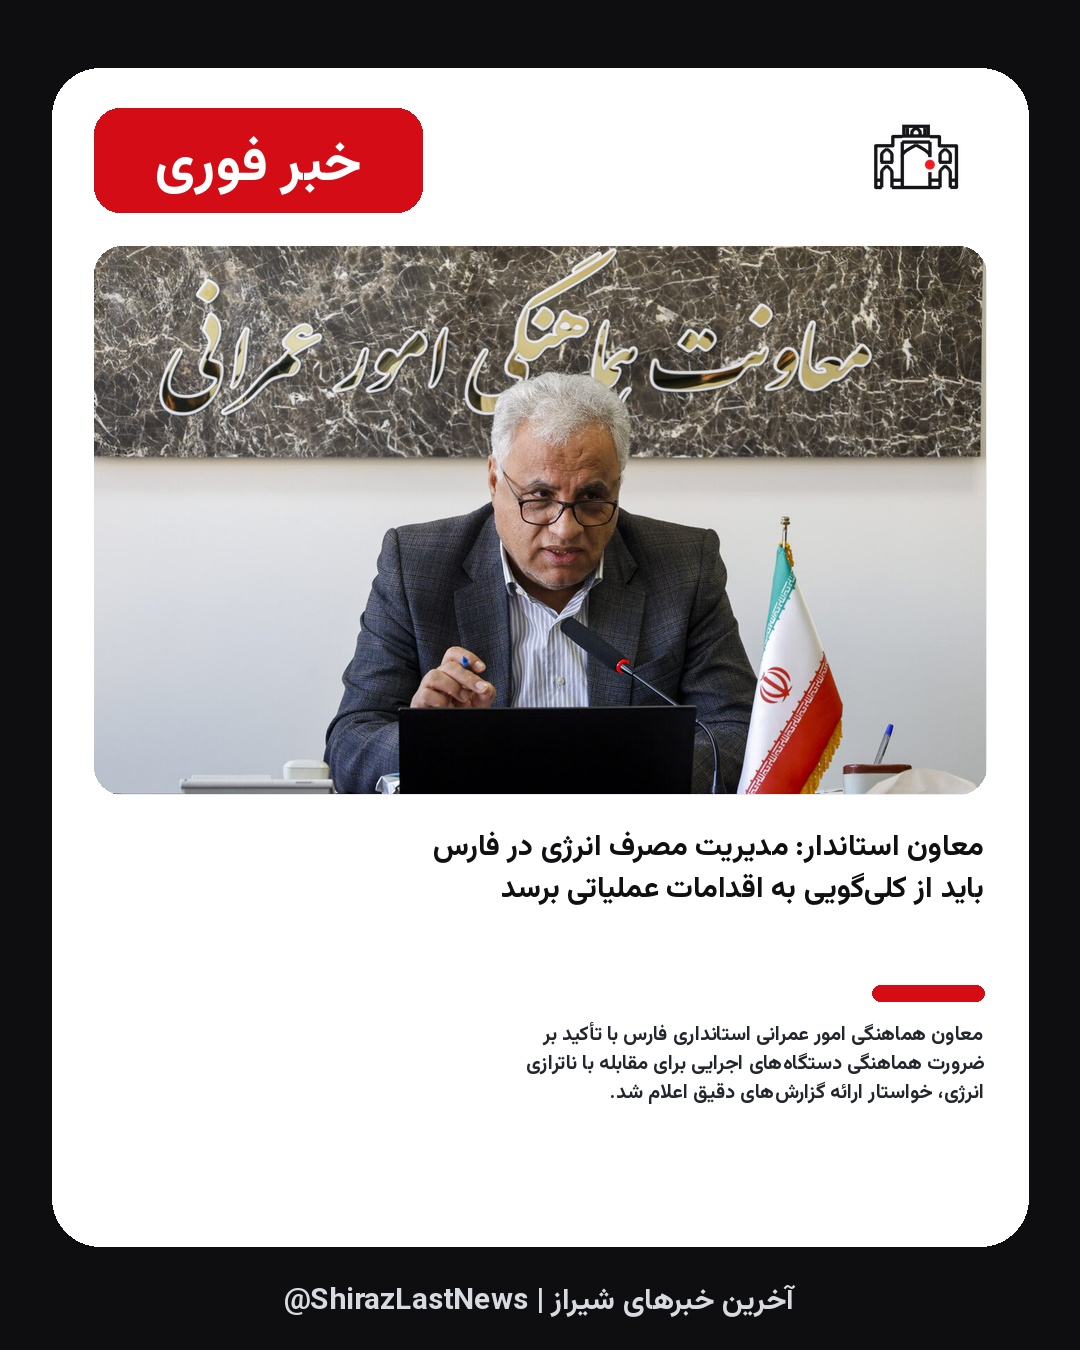 خبر فوری
معاونت هماهنگی امور عمرانی
معاون استاندار: مدیریت مصرف انرژی در فارس
باید از کلی‌گویی به اقدامات عملیاتی برسد
معاون هماهنگی امور عمرانی استانداری فارس با تأکید بر
ضرورت هماهنگی دستگاه‌های اجرایی برای مقابله با ناترازی
انرژی، خواستار ارائه گزارش‌های دقیق اعلام شد.
آخرین خبرهای شیراز | @ShirazLastNews